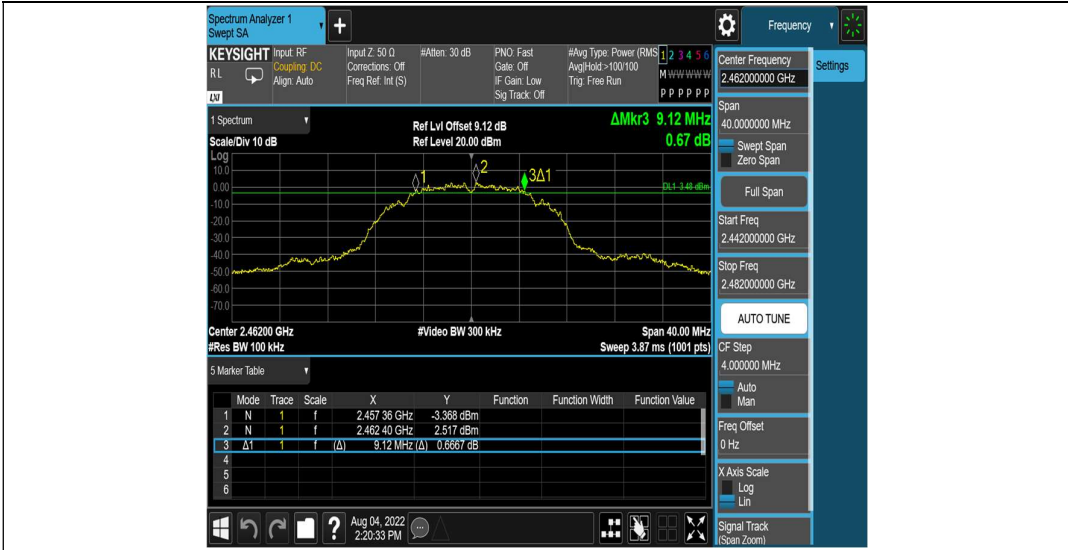 Spectrum Analyzer 1
Swept SA
Frequency
KEYSIGHT
RL
LXI
Input: RF
Coupling: DC
Align: Auto
Input Z: 50 Ω
Corrections: Off
Freq Ref: Int (S)
#Atten: 30 dB
PNO: Fast
Gate: Off
IF Gain: Low
Sig Track: Off
#Avg Type: Power (RMS
Avg|Hold:>100/100
Trig: Free Run
1 2 3 4 5 6
M W W W W W
P P P P P P
Center Frequency
2.462000000 GHz
Settings
Span
40.0000000 MHz
Swept Span
Zero Span
Full Span
Start Freq
2.442000000 GHz
Stop Freq
2.482000000 GHz
AUTO TUNE
CF Step
4.000000 MHz
Auto
Man
Freq Offset
0 Hz
X Axis Scale
Log
Lin
Signal Track
(Span Zoom)
1 Spectrum
Scale/Div 10 dB
Ref Lvl Offset 9.12 dB
Ref Level 20.00 dBm
ΔMkr3 9.12 MHz
0.67 dB
Log
10.0
0.00
-10.0
-20.0
-30.0
-40.0
-50.0
-60.0
-70.0
1
2
3Δ1
DL1 -3.48 dBm
Center 2.46200 GHz
#Video BW 300 kHz
Span 40.00 MHz
#Res BW 100 kHz
Sweep 3.87 ms (1001 pts)
5 Marker Table
Mode Trace Scale X Y Function Function Width Function Value
1 N 1 f 2.457 36 GHz -3.368 dBm
2 N 1 f 2.462 40 GHz 2.517 dBm
3 Δ1 1 f (Δ) 9.12 MHz (Δ) 0.6667 dB
4
5
6
?
Aug 04, 2022
2:20:33 PM